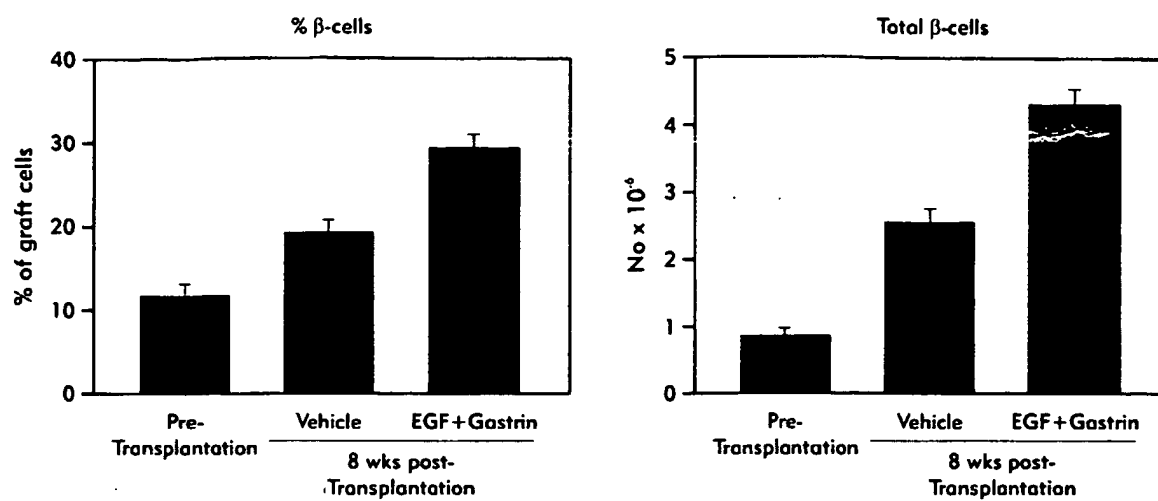 % β-cells
40
30
20
10
0
% of graft cells
Pre-
Transplantation
Vehicle
EGF+Gastrin
8 wks post-
Transplantation
Total β-cells
5
4
3
2
1
0
No x 10⁻⁶
Pre-
Transplantation
Vehicle
EGF+Gastrin
8 wks post-
Transplantation